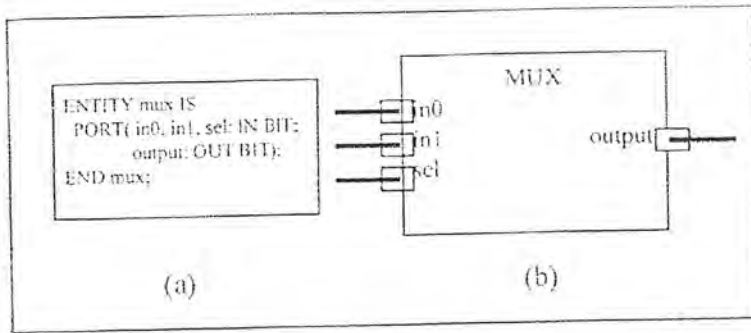 ENTITY mux IS
PORT( in0, in1, sel: IN BIT;
output: OUT BIT);
END mux;
MUX
in0
in1
sel
output
(a)
(b)